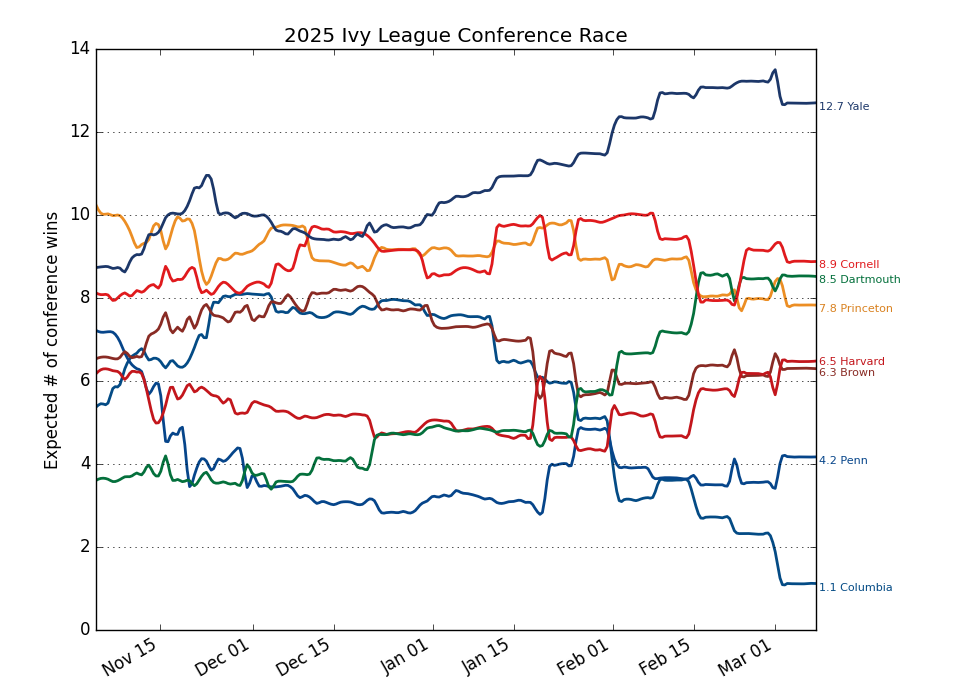 2025 Ivy League Conference Race
Expected # of conference wins
14
12
10
8
6
4
2
0
12.7 Yale
8.9 Cornell
8.5 Dartmouth
7.8 Princeton
6.5 Harvard
6.3 Brown
4.2 Penn
1.1 Columbia
Nov 15
Dec 01
Dec 15
Jan 01
Jan 15
Feb 01
Feb 15
Mar 01